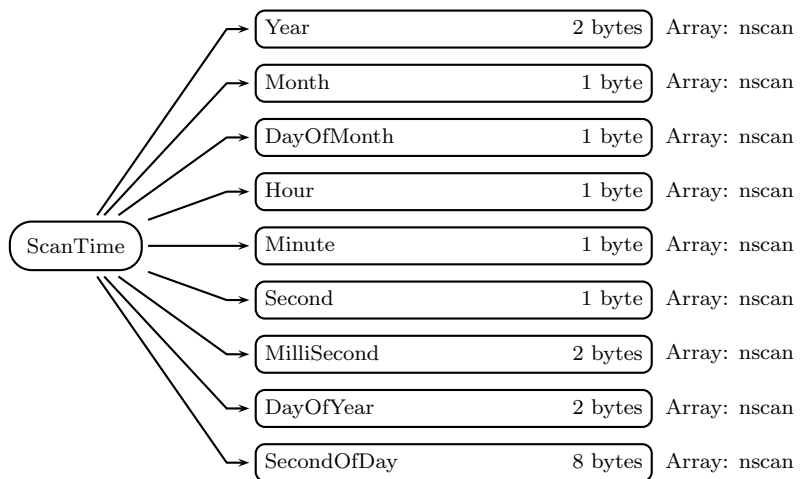 Year 2 bytes Array: nscan
Month 1 byte Array: nscan
DayOfMonth 1 byte Array: nscan
Hour 1 byte Array: nscan
ScanTime Minute 1 byte Array: nscan
Second 1 byte Array: nscan
MilliSecond 2 bytes Array: nscan
DayOfYear 2 bytes Array: nscan
SecondOfDay 8 bytes Array: nscan